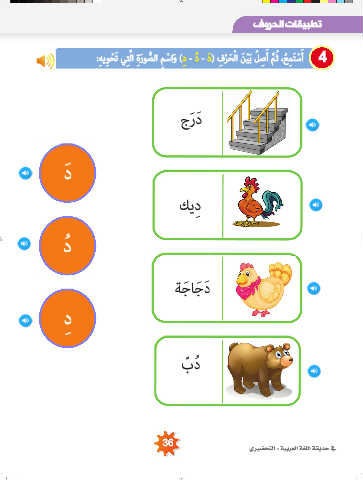 تطبيقات الحروف
4 أَسْتَمِعُ، ثُمَّ أَصِلُ بَيْنَ الْحَرْفِ (دَ - دُ - دِ) وَاسْمِ الصُّورَةِ الَّتِي تَحْوِيهِ:
دَرَج
دِيك
دَجَاجَة
دُبّ
دَ
دُ
دِ
في حديقة اللغة العربية - التحضيري
36